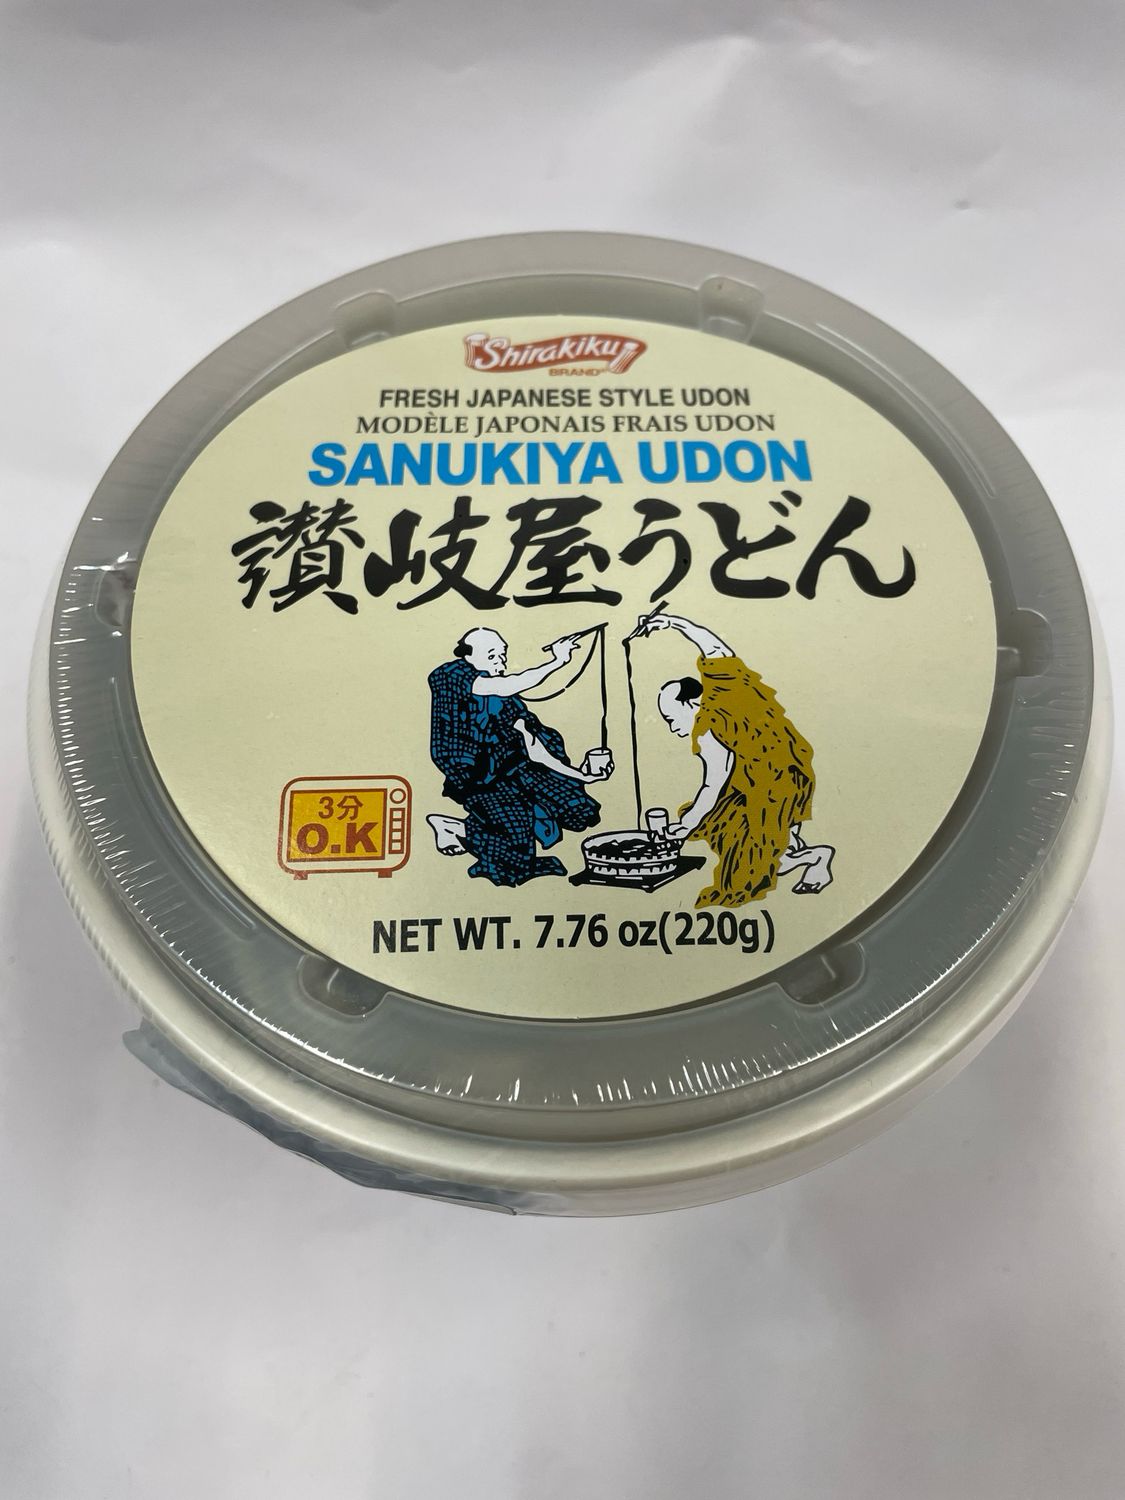 Shirakiku
BRAND
FRESH JAPANESE STYLE UDON
MODÈLE JAPONAIS FRAIS UDON
SANUKIYA UDON
讃岐屋うどん
3分
O.K
NET WT. 7.76 oz(220g)